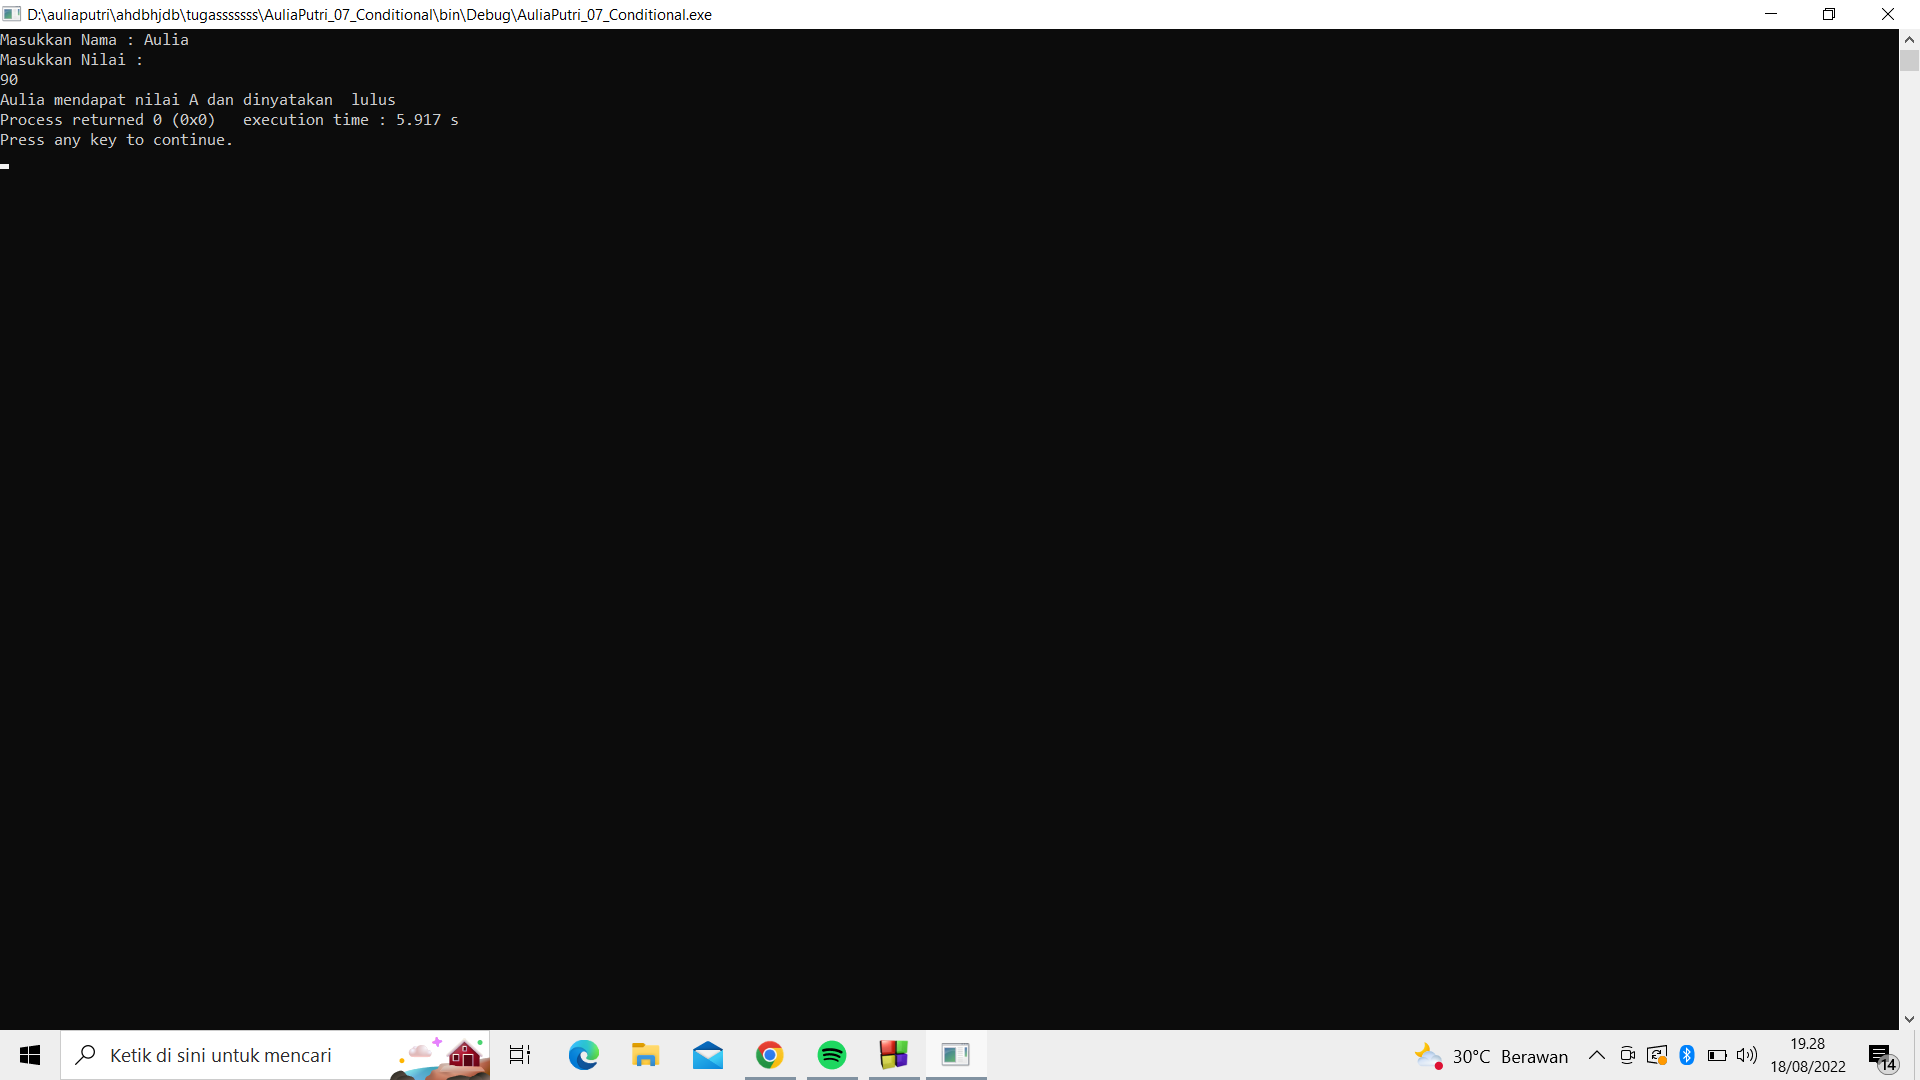 D:\auliaputri\ahdbhjdb\tugasssssss\AuliaPutri_07_Conditional\bin\Debug\AuliaPutri_07_Conditional.exe
Masukkan Nama : Aulia
Masukkan Nilai :
90
Aulia mendapat nilai A dan dinyatakan  lulus
Process returned 0 (0x0)   execution time : 5.917 s
Press any key to continue.
Ketik di sini untuk mencari
30°C Berawan
19.28
18/08/2022
14